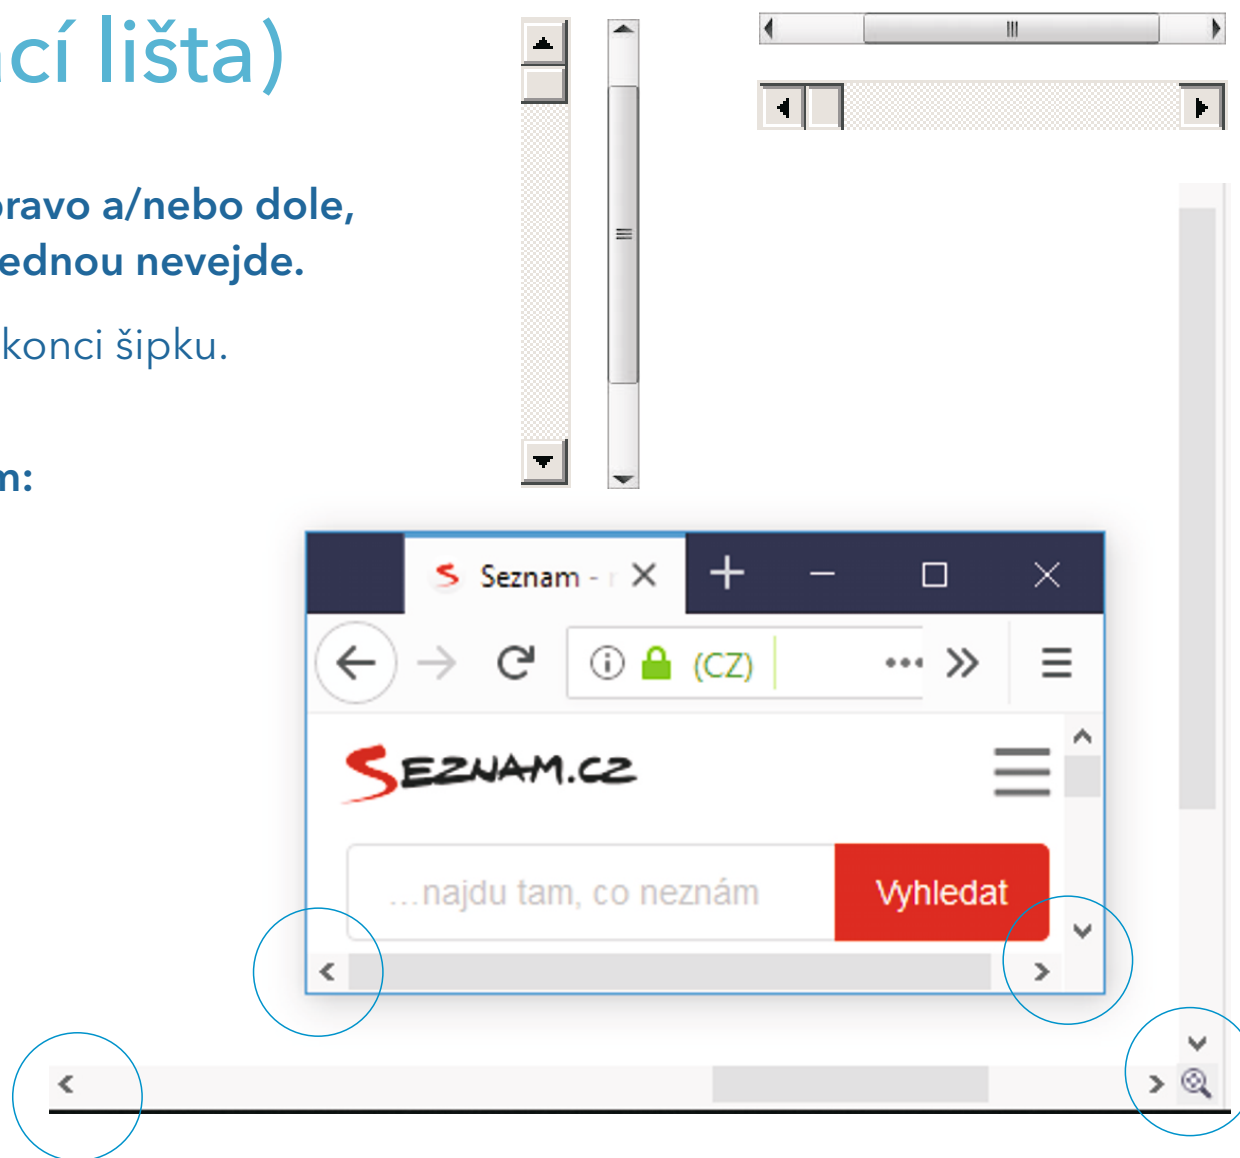 cí lišta)
pravo a/nebo dole,
ednou nevejde.
konci šipku.
m:
Seznam -
(CZ)
SEZNAM.CZ
...najdu tam, co neznám
Vyhledat